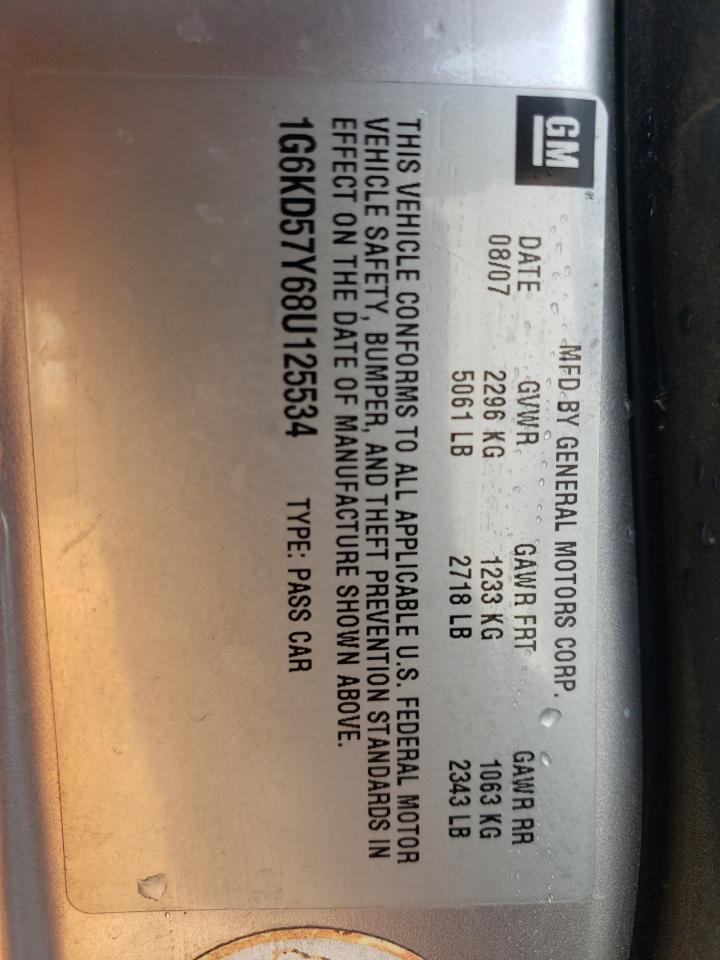 GM ®
MFD BY GENERAL MOTORS CORP.
DATE GVWR GAWR FRT GAWR RR
08/07 2296 KG 1233 KG 1063 KG
5061 LB 2718 LB 2343 LB
THIS VEHICLE CONFORMS TO ALL APPLICABLE U.S. FEDERAL MOTOR
VEHICLE SAFETY, BUMPER, AND THEFT PREVENTION STANDARDS IN
EFFECT ON THE DATE OF MANUFACTURE SHOWN ABOVE.
1G6KD57Y68U125534 TYPE: PASS CAR